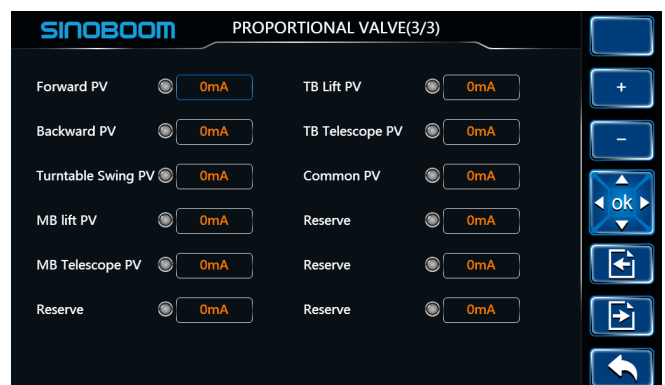 SINOBOOM PROPORTIONAL VALVE(3/3)
Forward PV 0mA TB Lift PV 0mA
+
Backward PV 0mA TB Telescope PV 0mA
−
Turntable Swing PV 0mA Common PV 0mA
ok
MB lift PV 0mA Reserve 0mA
MB Telescope PV 0mA Reserve 0mA
Reserve 0mA Reserve 0mA